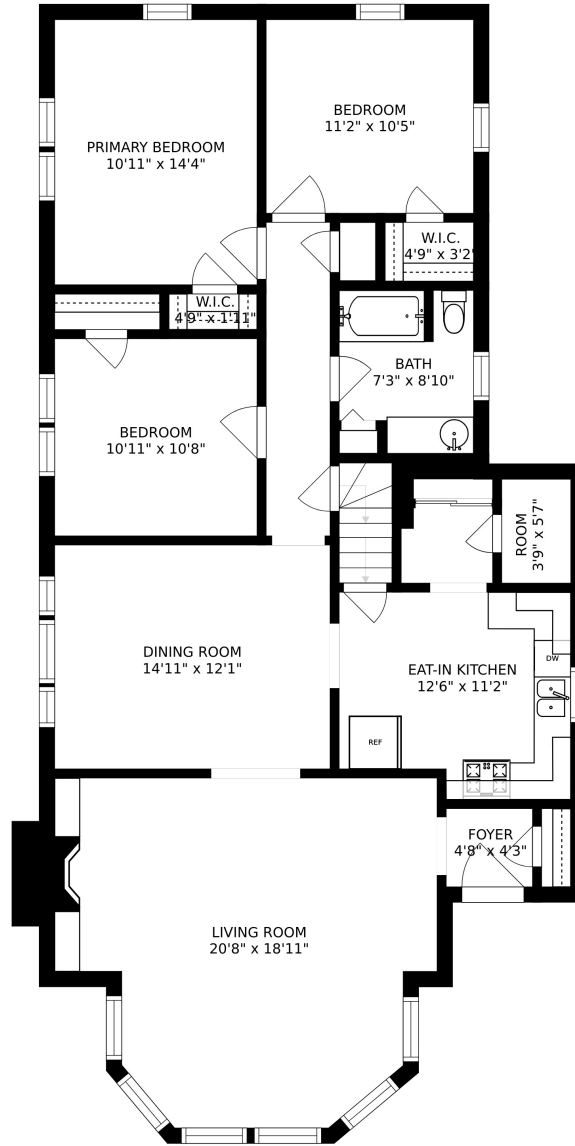 BEDROOM
11'2" x 10'5"
PRIMARY BEDROOM
10'11" x 14'4"
W.I.C.
4'9" x 3'2"
W.I.C.
4'9" x 1'11"
BATH
7'3" x 8'10"
BEDROOM
10'11" x 10'8"
ROOM
3'9" x 5'7"
DINING ROOM
14'11" x 12'1"
EAT-IN KITCHEN
12'6" x 11'2"
DW
REF
FOYER
4'8" x 4'3"
LIVING ROOM
20'8" x 18'11"